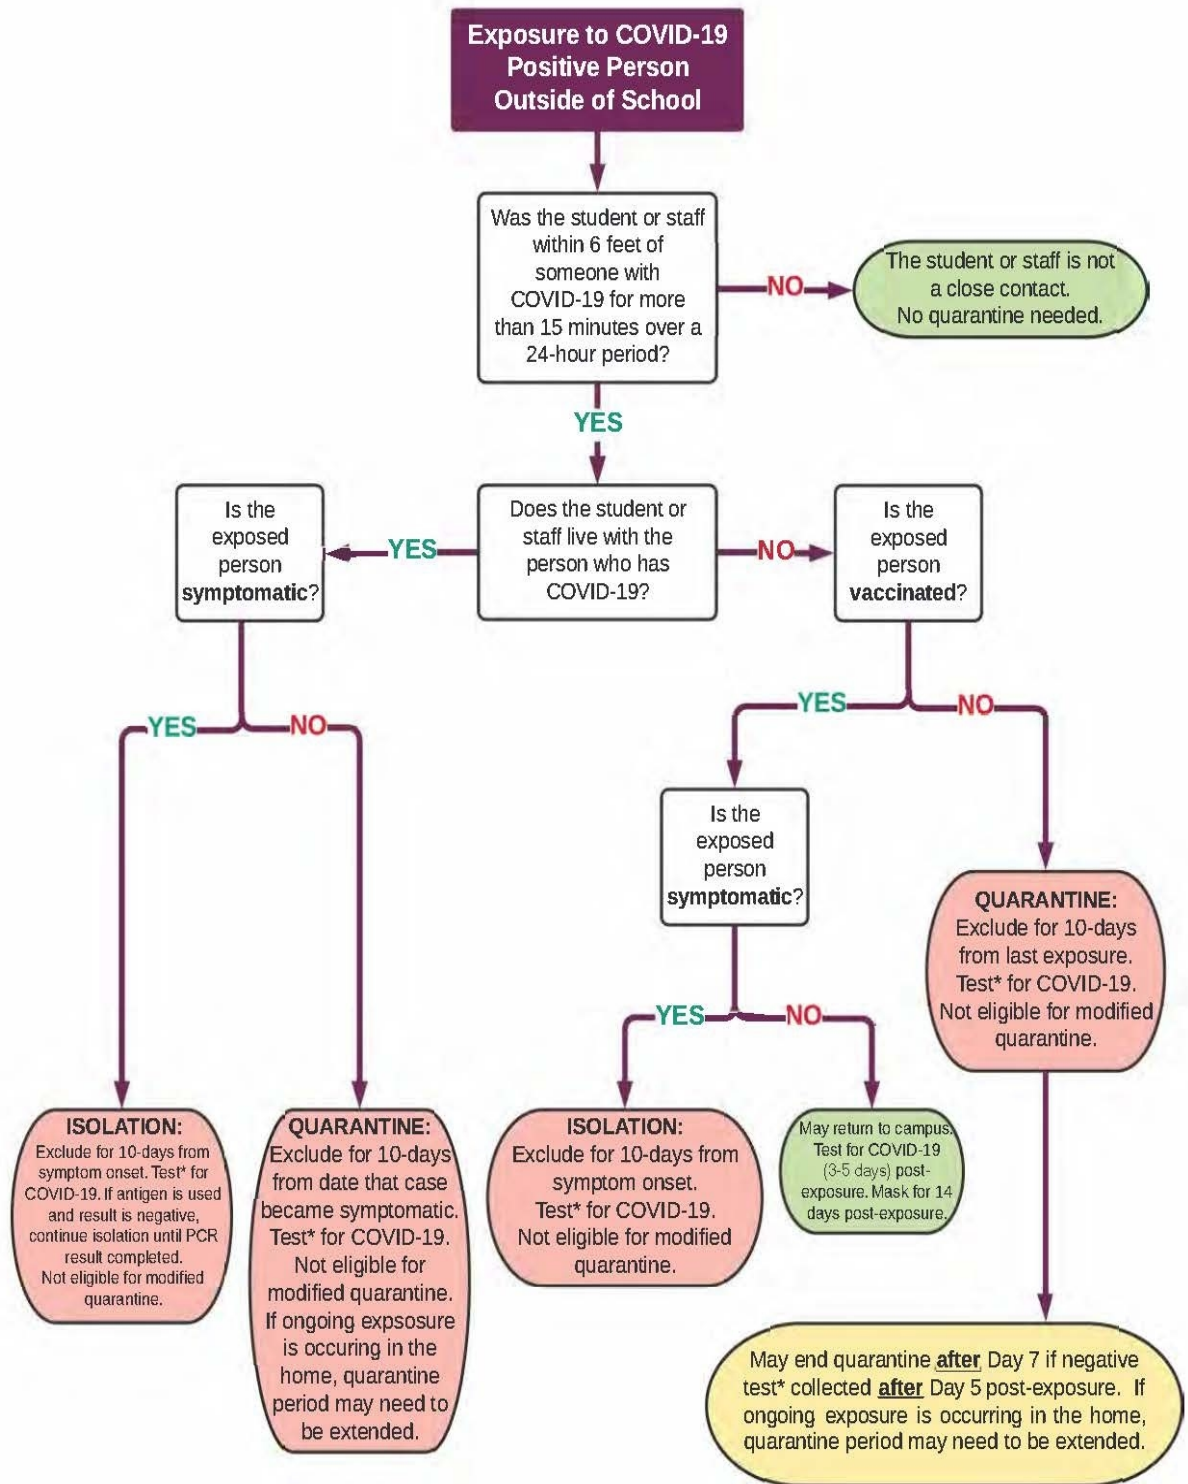 Exposure to COVID-19
Positive Person
Outside of School
Was the student or staff
within 6 feet of
someone with
COVID-19 for more
than 15 minutes over a
24-hour period?
NO
The student or staff is not
a close contact.
No quarantine needed.
YES
Does the student or
staff live with the
person who has
COVID-19?
YES
Is the
exposed
person
symptomatic?
NO
Is the
exposed
person
vaccinated?
YES
NO
YES
NO
Is the
exposed
person
symptomatic?
QUARANTINE:
Exclude for 10-days
from last exposure.
Test* for COVID-19.
Not eligible for modified
quarantine.
YES
NO
ISOLATION:
Exclude for 10-days from
symptom onset. Test* for
COVID-19. If antigen is used
and result is negative,
continue isolation until PCR
result completed.
Not eligible for modified
quarantine.
QUARANTINE:
Exclude for 10-days
from date that case
became symptomatic.
Test* for COVID-19.
Not eligible for
modified quarantine.
If ongoing expsosure
is occuring in the
home, quarantine
period may need to
be extended.
ISOLATION:
Exclude for 10-days from
symptom onset.
Test* for COVID-19.
Not eligible for modified
quarantine.
May return to campus.
Test for COVID-19
(3-5 days) post-
exposure. Mask for 14
days post-exposure.
May end quarantine after Day 7 if negative
test* collected after Day 5 post-exposure. If
ongoing exposure is occurring in the home,
quarantine period may need to be extended.